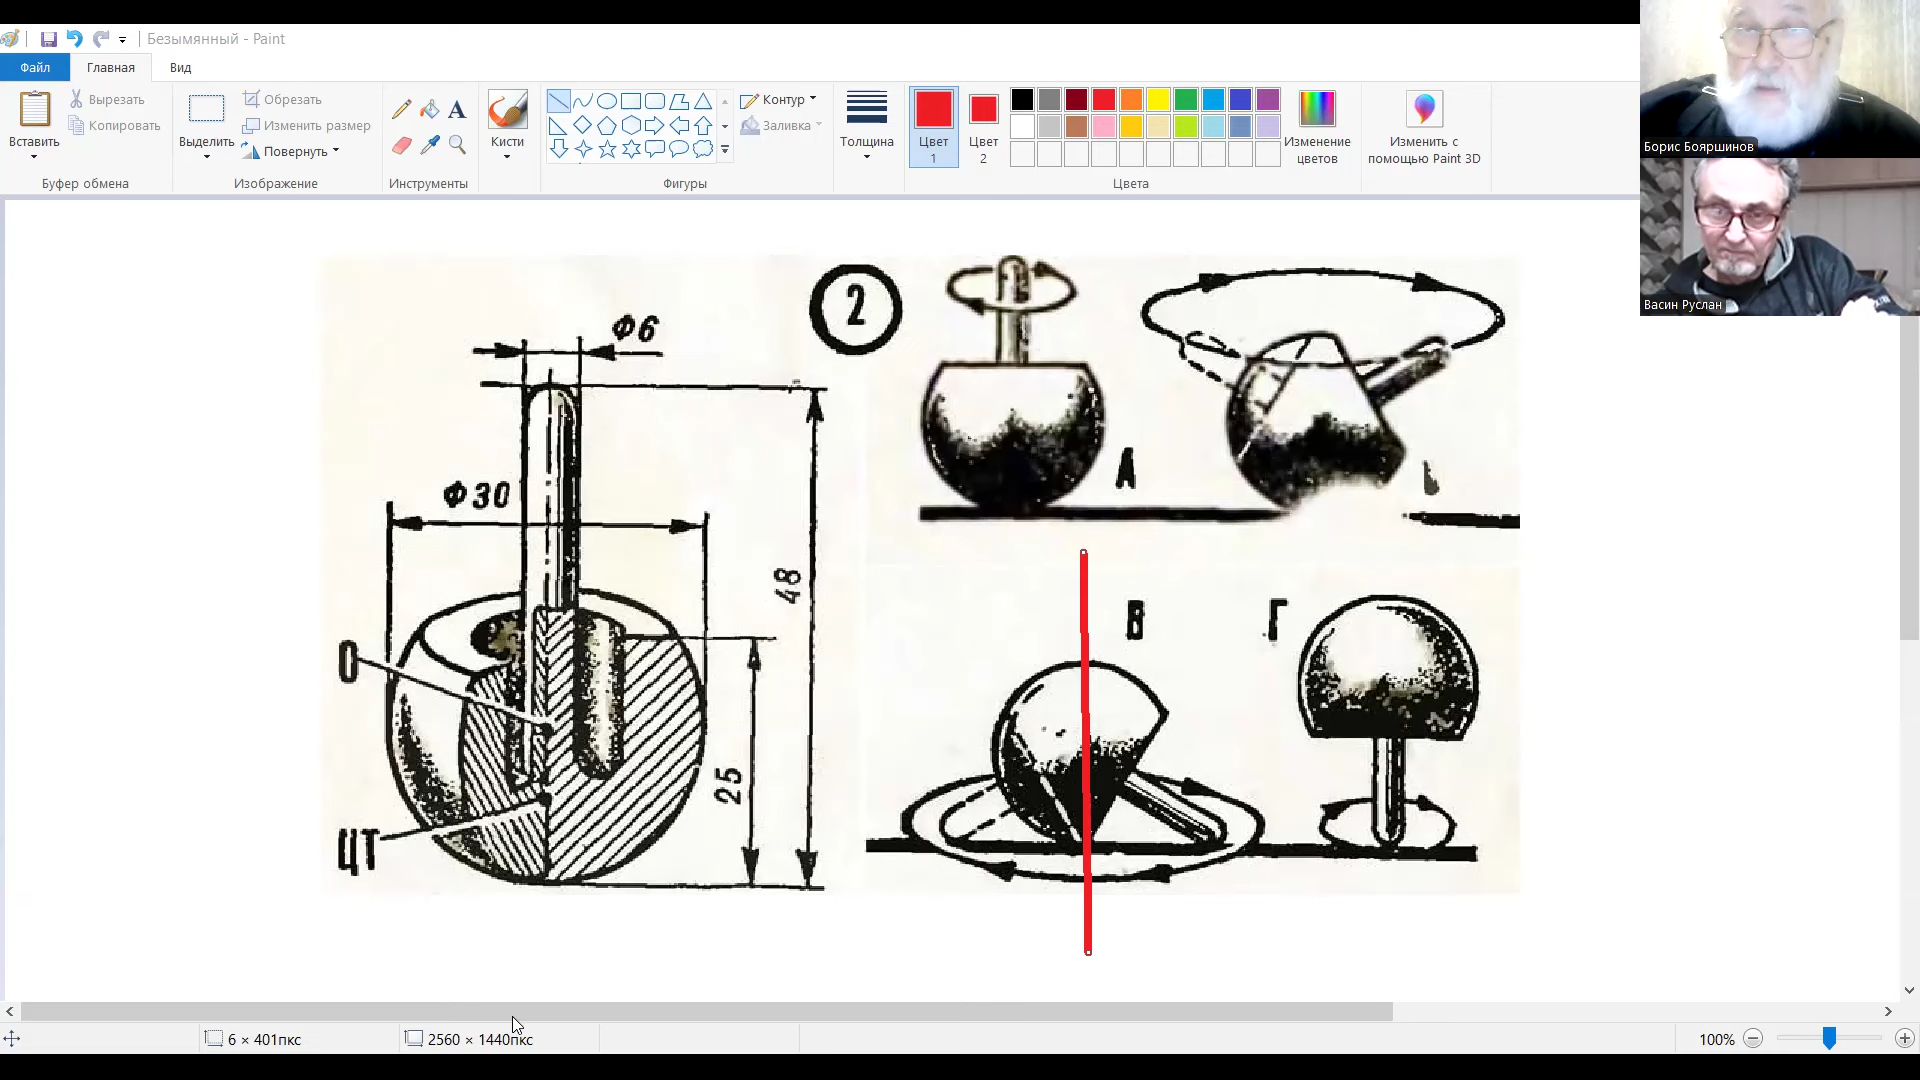 Безымянный - Paint
Файл
Главная
Вид
Вставить
Вырезать
Копировать
Буфер обмена
Выделить
Обрезать
Изменить размер
Повернуть
Изображение
Инструменты
Кисти
Контур
Заливка
Фигуры
Толщина
Цвет
1
Цвет
2
Изменение
цветов
Цвета
Изменить с
помощью Paint 3D
Борис Бояршинов
Васин Руслан
Ф6
2
Ф30
48
О
25
ЦТ
А
В
Г
6 × 401пкс
2560 × 1440пкс
100%